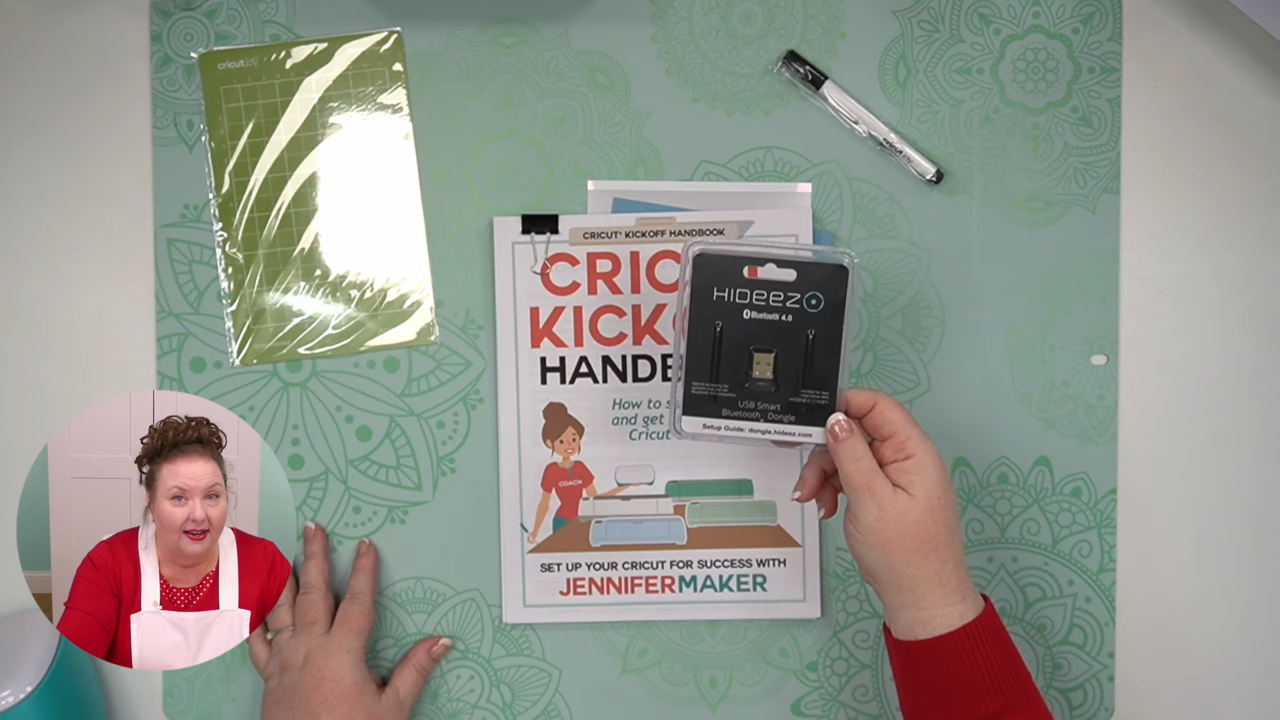 cricut joy
CRICUT® KICKOFF HANDBOOK
CRIC
KICK
HANDB
How to s
and get
Cricut
COACH
SET UP YOUR CRICUT FOR SUCCESS WITH
JENNIFERMAKER
HIDEEZ
Bluetooth® 4.0
USB Smart
Bluetooth® Dongle
Setup Guide: dongle.hideez.com